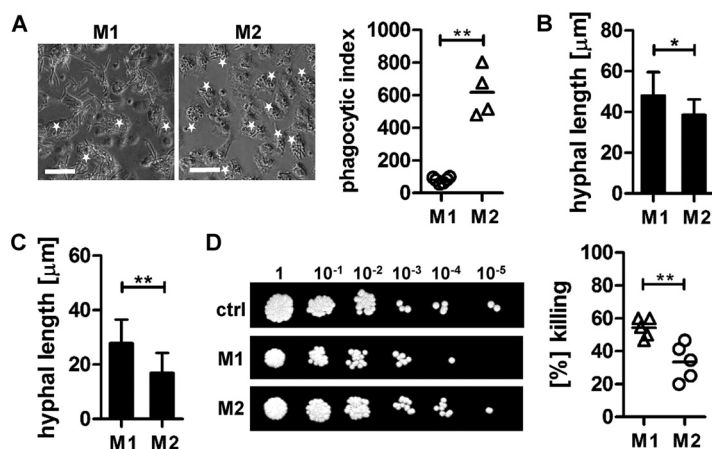 A
M1 M2
phagocytic index
1000
800
600
400
200
0
**
M1 M2
B
hyphal length [µm]
80
60
40
20
0
*
M1 M2
C
hyphal length [µm]
60
40
20
0
**
M1 M2
D
1 10-1 10-2 10-3 10-4 10-5
ctrl
M1
M2
[%] killing
100
80
60
40
20
0
**
M1 M2